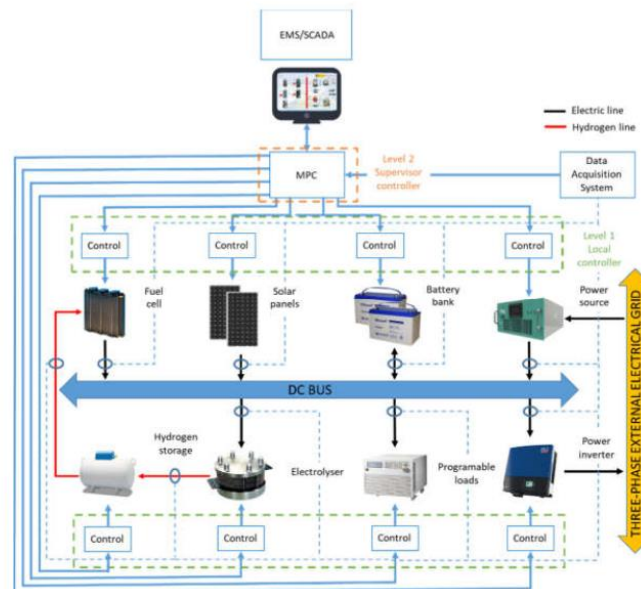 EMS/SCADA
Electric line
Hydrogen line
MPC
Level 2
Supervisor
controller
Data
Acquisition
System
Control
Control
Control
Control
Level 1
Local
controller
Fuel
cell
Solar
panels
Battery
bank
Power
source
DC BUS
Hydrogen
storage
Electrolyser
Programable
loads
Power
inverter
THREE-PHASE EXTERNAL ELECTRICAL GRID
Control
Control
Control
Control